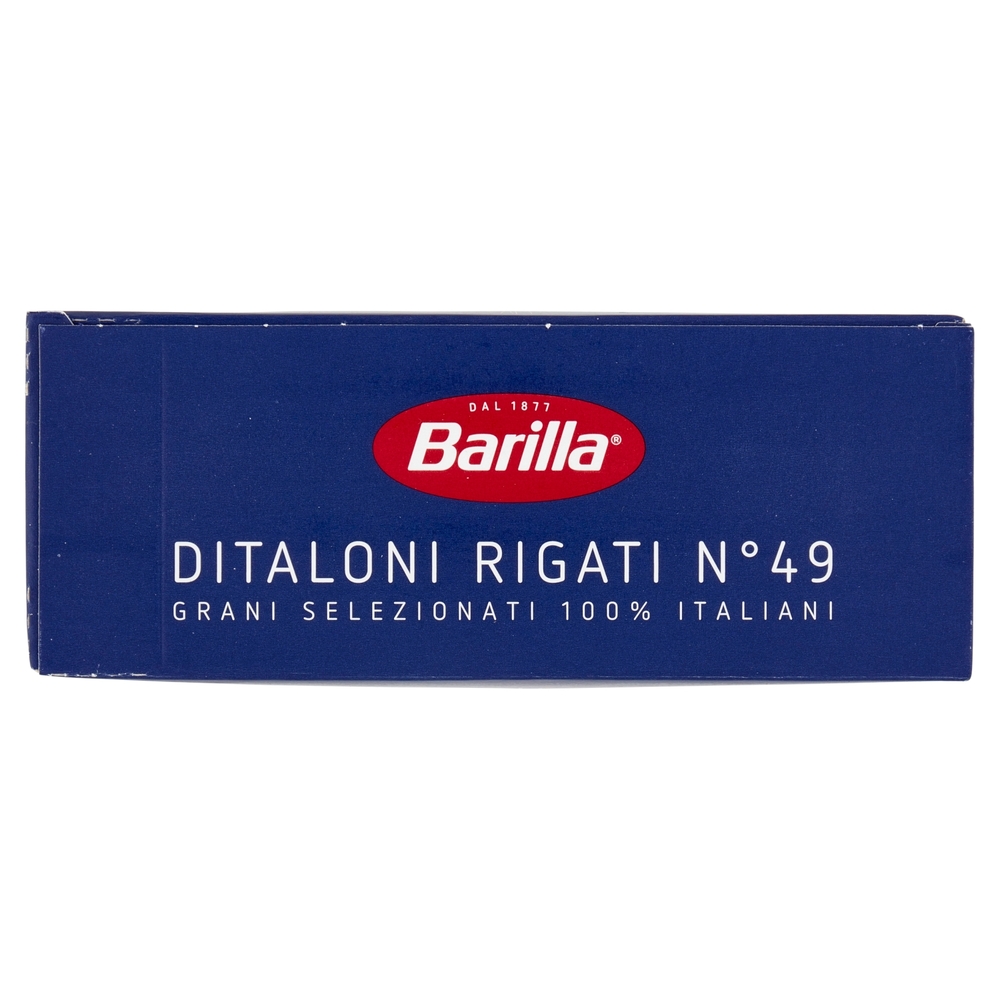 DAL 1877
Barilla®
DITALONI RIGATI N°49
GRANI SELEZIONATI 100% ITALIANI